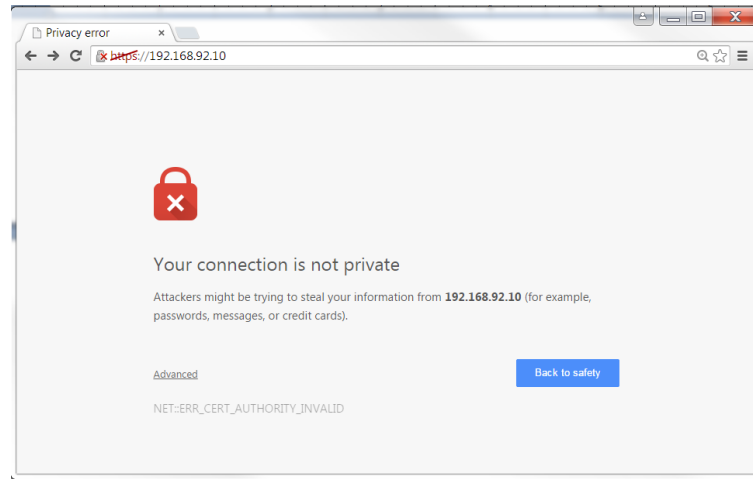 Privacy error
https://192.168.92.10
Your connection is not private
Attackers might be trying to steal your information from 192.168.92.10 (for example,
passwords, messages, or credit cards).
Advanced
Back to safety
NET::ERR_CERT_AUTHORITY_INVALID